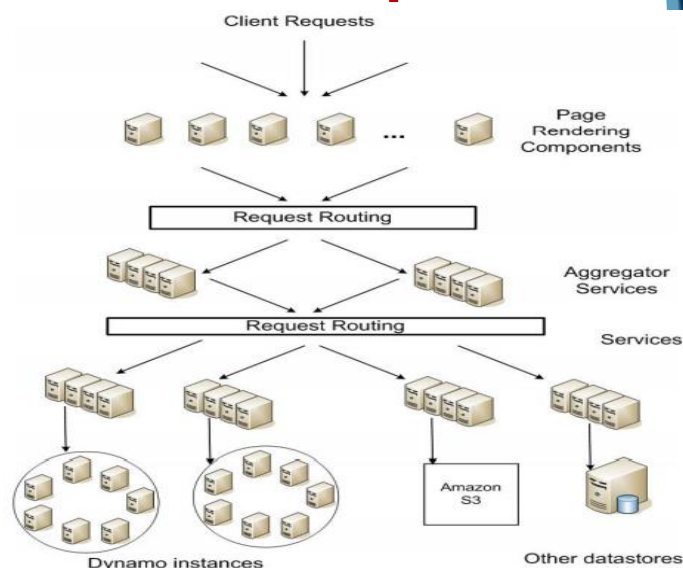 Client Requests
Page
Rendering
Components
...
Request Routing
Aggregator
Services
Request Routing
Services
Amazon
S3
Dynamo instances
Other datastores